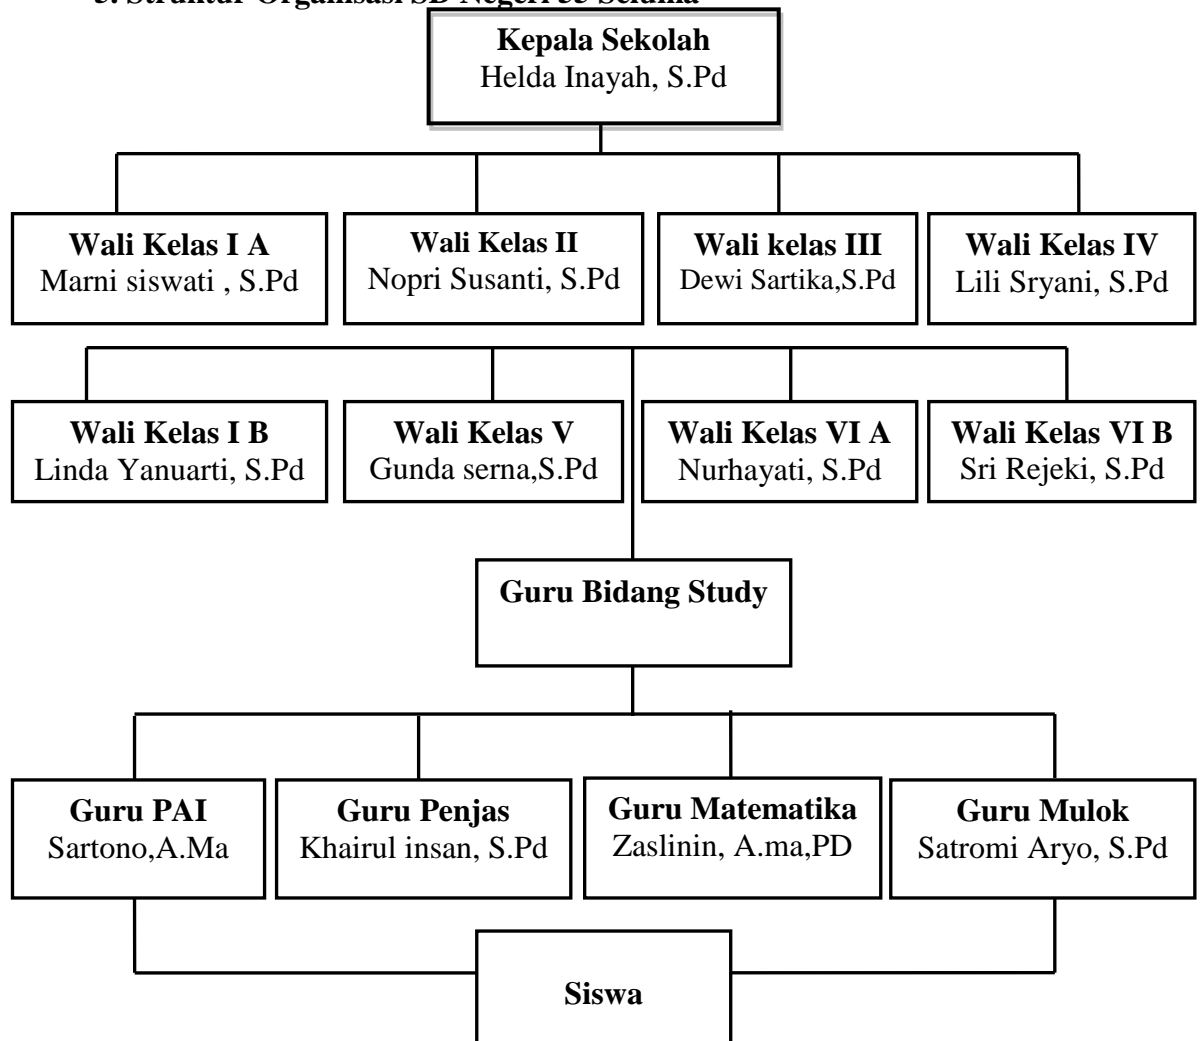 Kepala Sekolah
Helda Inayah, S.Pd
Wali Kelas I A
Marni siswati , S.Pd
Wali Kelas II
Nopri Susanti, S.Pd
Wali kelas III
Dewi Sartika,S.Pd
Wali Kelas IV
Lili Sryani, S.Pd
Wali Kelas I B
Linda Yanuarti, S.Pd
Wali Kelas V
Gunda serna,S.Pd
Wali Kelas VI A
Nurhayati, S.Pd
Wali Kelas VI B
Sri Rejeki, S.Pd
Guru Bidang Study
Guru PAI
Sartono,A.Ma
Guru Penjas
Khairul insan, S.Pd
Guru Matematika
Zaslinin, A.ma,PD
Guru Mulok
Satromi Aryo, S.Pd
Siswa